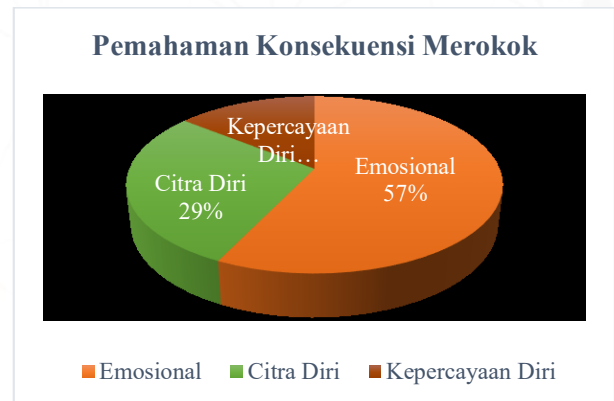 Pemahaman Konsekuensi Merokok
Kepercayaan
Diri…
Emosional
57%
Citra Diri
29%
Emosional
Citra Diri
Kepercayaan Diri